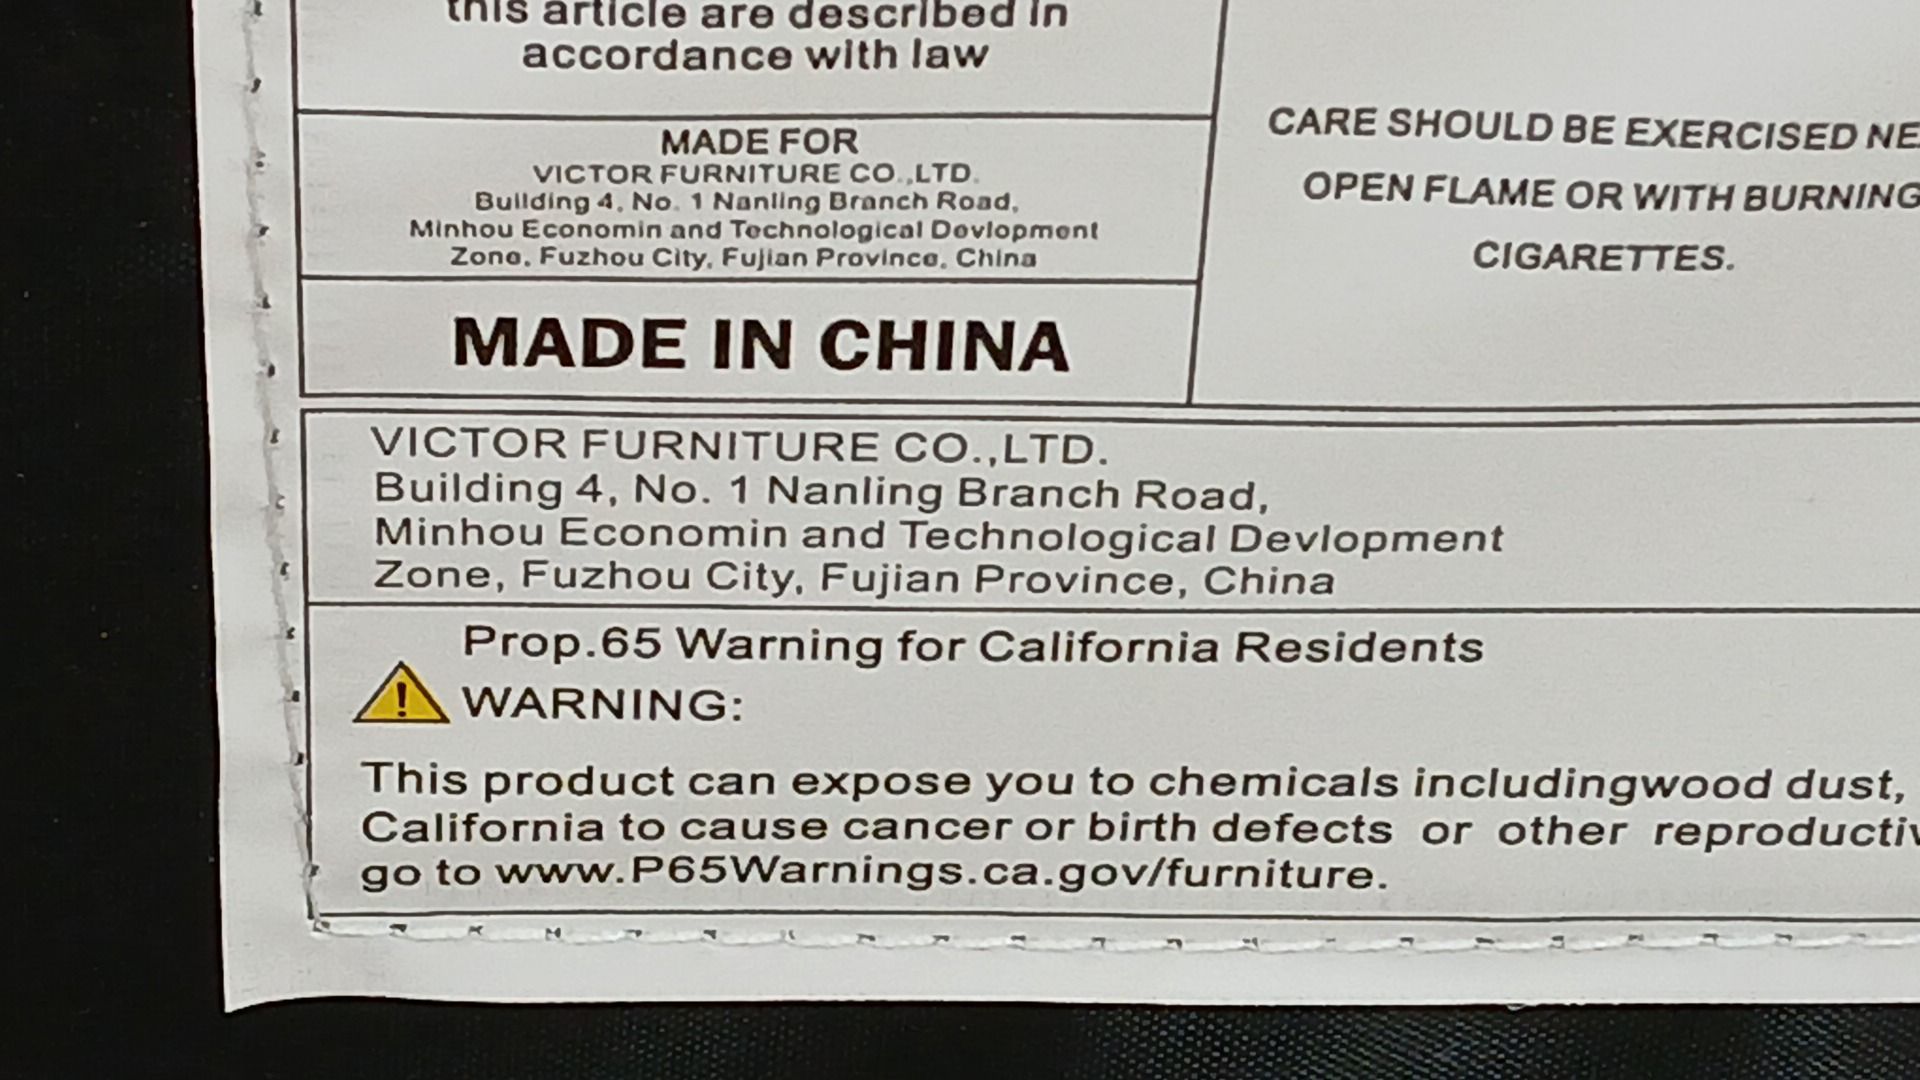 this article are described in
accordance with law
MADE FOR
VICTOR FURNITURE CO.,LTD.
Building 4, No. 1 Nanling Branch Road,
Minhou Economin and Technological Devlopment
Zone, Fuzhou City, Fujian Province, China
MADE IN CHINA
CARE SHOULD BE EXERCISED NE
OPEN FLAME OR WITH BURNING
CIGARETTES.
VICTOR FURNITURE CO.,LTD.
Building 4, No. 1 Nanling Branch Road,
Minhou Economin and Technological Devlopment
Zone, Fuzhou City, Fujian Province, China
Prop.65 Warning for California Residents
WARNING:
This product can expose you to chemicals includingwood dust,
California to cause cancer or birth defects or other reproductiv
go to www.P65Warnings.ca.gov/furniture.